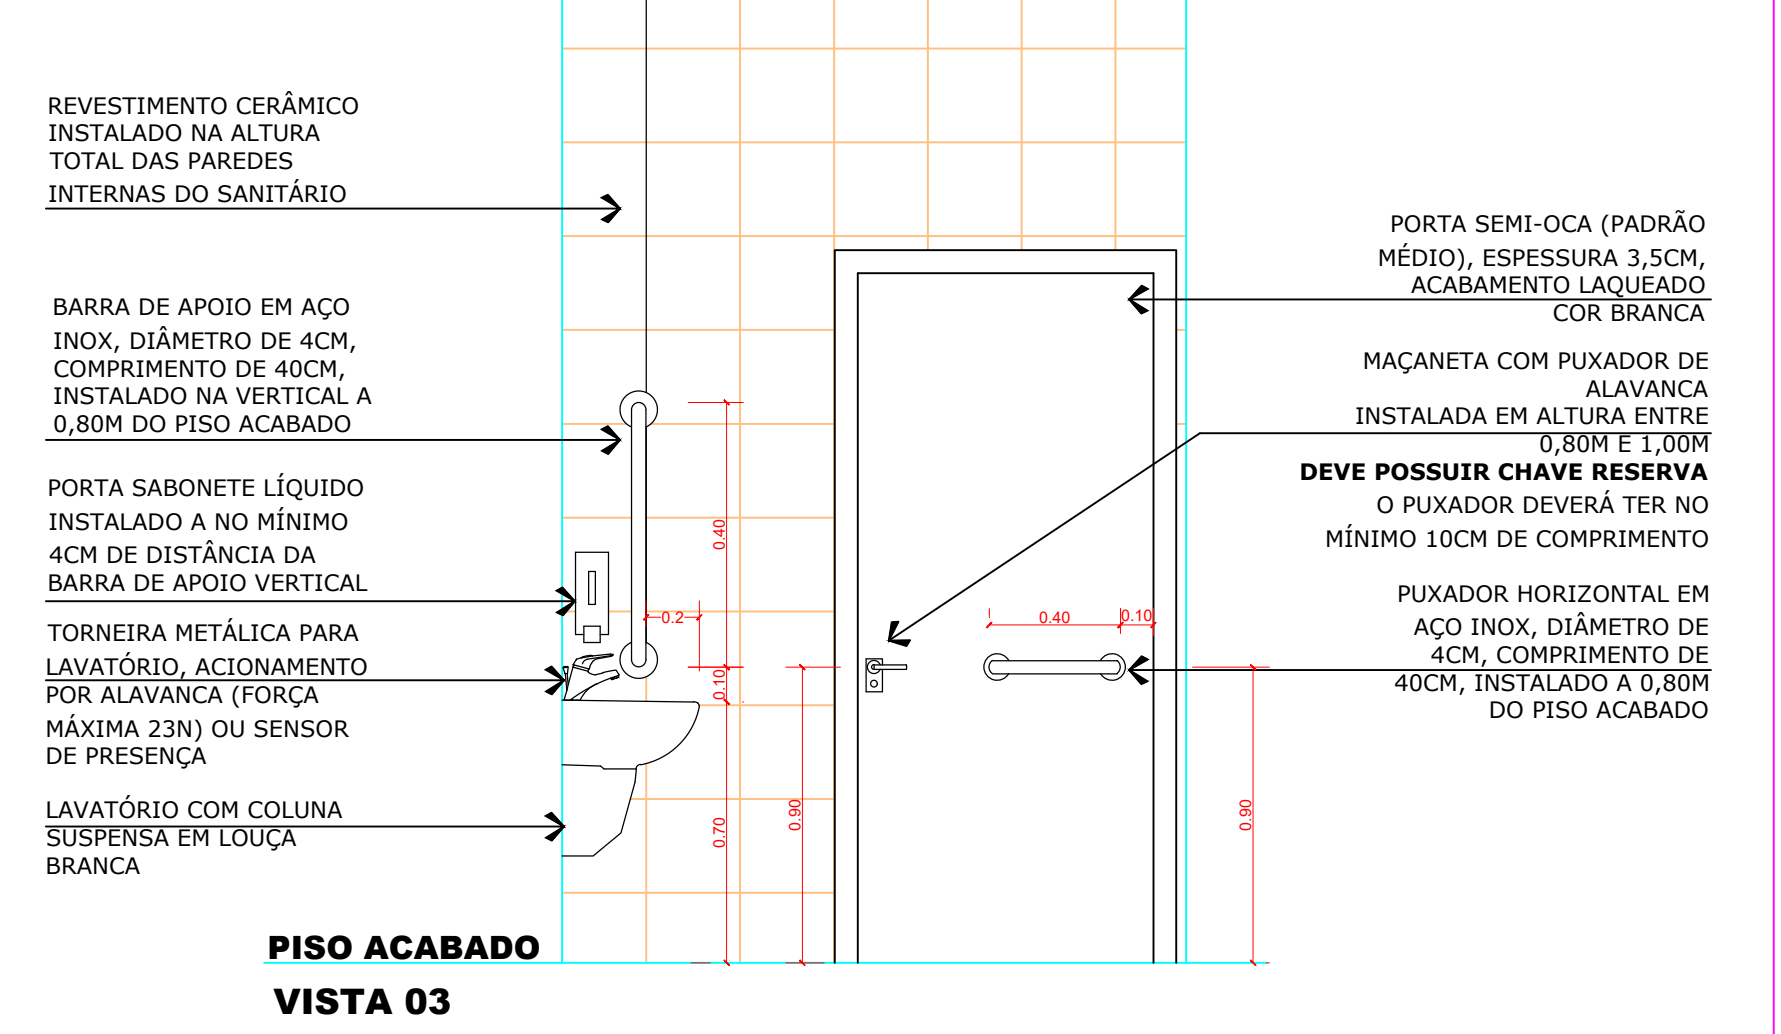 REVESTIMENTO CERÂMICO
INSTALADO NA ALTURA
TOTAL DAS PAREDES
INTERNAS DO SANITÁRIO
BARRA DE APOIO EM AÇO
INOX, DIÂMETRO DE 4CM,
COMPRIMENTO DE 40CM,
INSTALADO NA VERTICAL A
0,80M DO PISO ACABADO
PORTA SABONETE LÍQUIDO
INSTALADO A NO MÍNIMO
4CM DE DISTÂNCIA DA
BARRA DE APOIO VERTICAL
TORNEIRA METÁLICA PARA
LAVATÓRIO, ACIONAMENTO
POR ALAVANCA (FORÇA
MÁXIMA 23N) OU SENSOR
DE PRESENÇA
LAVATÓRIO COM COLUNA
SUSPENSA EM LOUÇA
BRANCA
0.40
0.2
0.10
0.70
0.90
0.40
0.10
0.90
PORTA SEMI-OCA (PADRÃO
MÉDIO), ESPESSURA 3,5CM,
ACABAMENTO LAQUEADO
COR BRANCA
MAÇANETA COM PUXADOR DE
ALAVANCA
INSTALADA EM ALTURA ENTRE
0,80M E 1,00M
DEVE POSSUIR CHAVE RESERVA
O PUXADOR DEVERÁ TER NO
MÍNIMO 10CM DE COMPRIMENTO
PUXADOR HORIZONTAL EM
AÇO INOX, DIÂMETRO DE
4CM, COMPRIMENTO DE
40CM, INSTALADO A 0,80M
DO PISO ACABADO
PISO ACABADO
VISTA 03